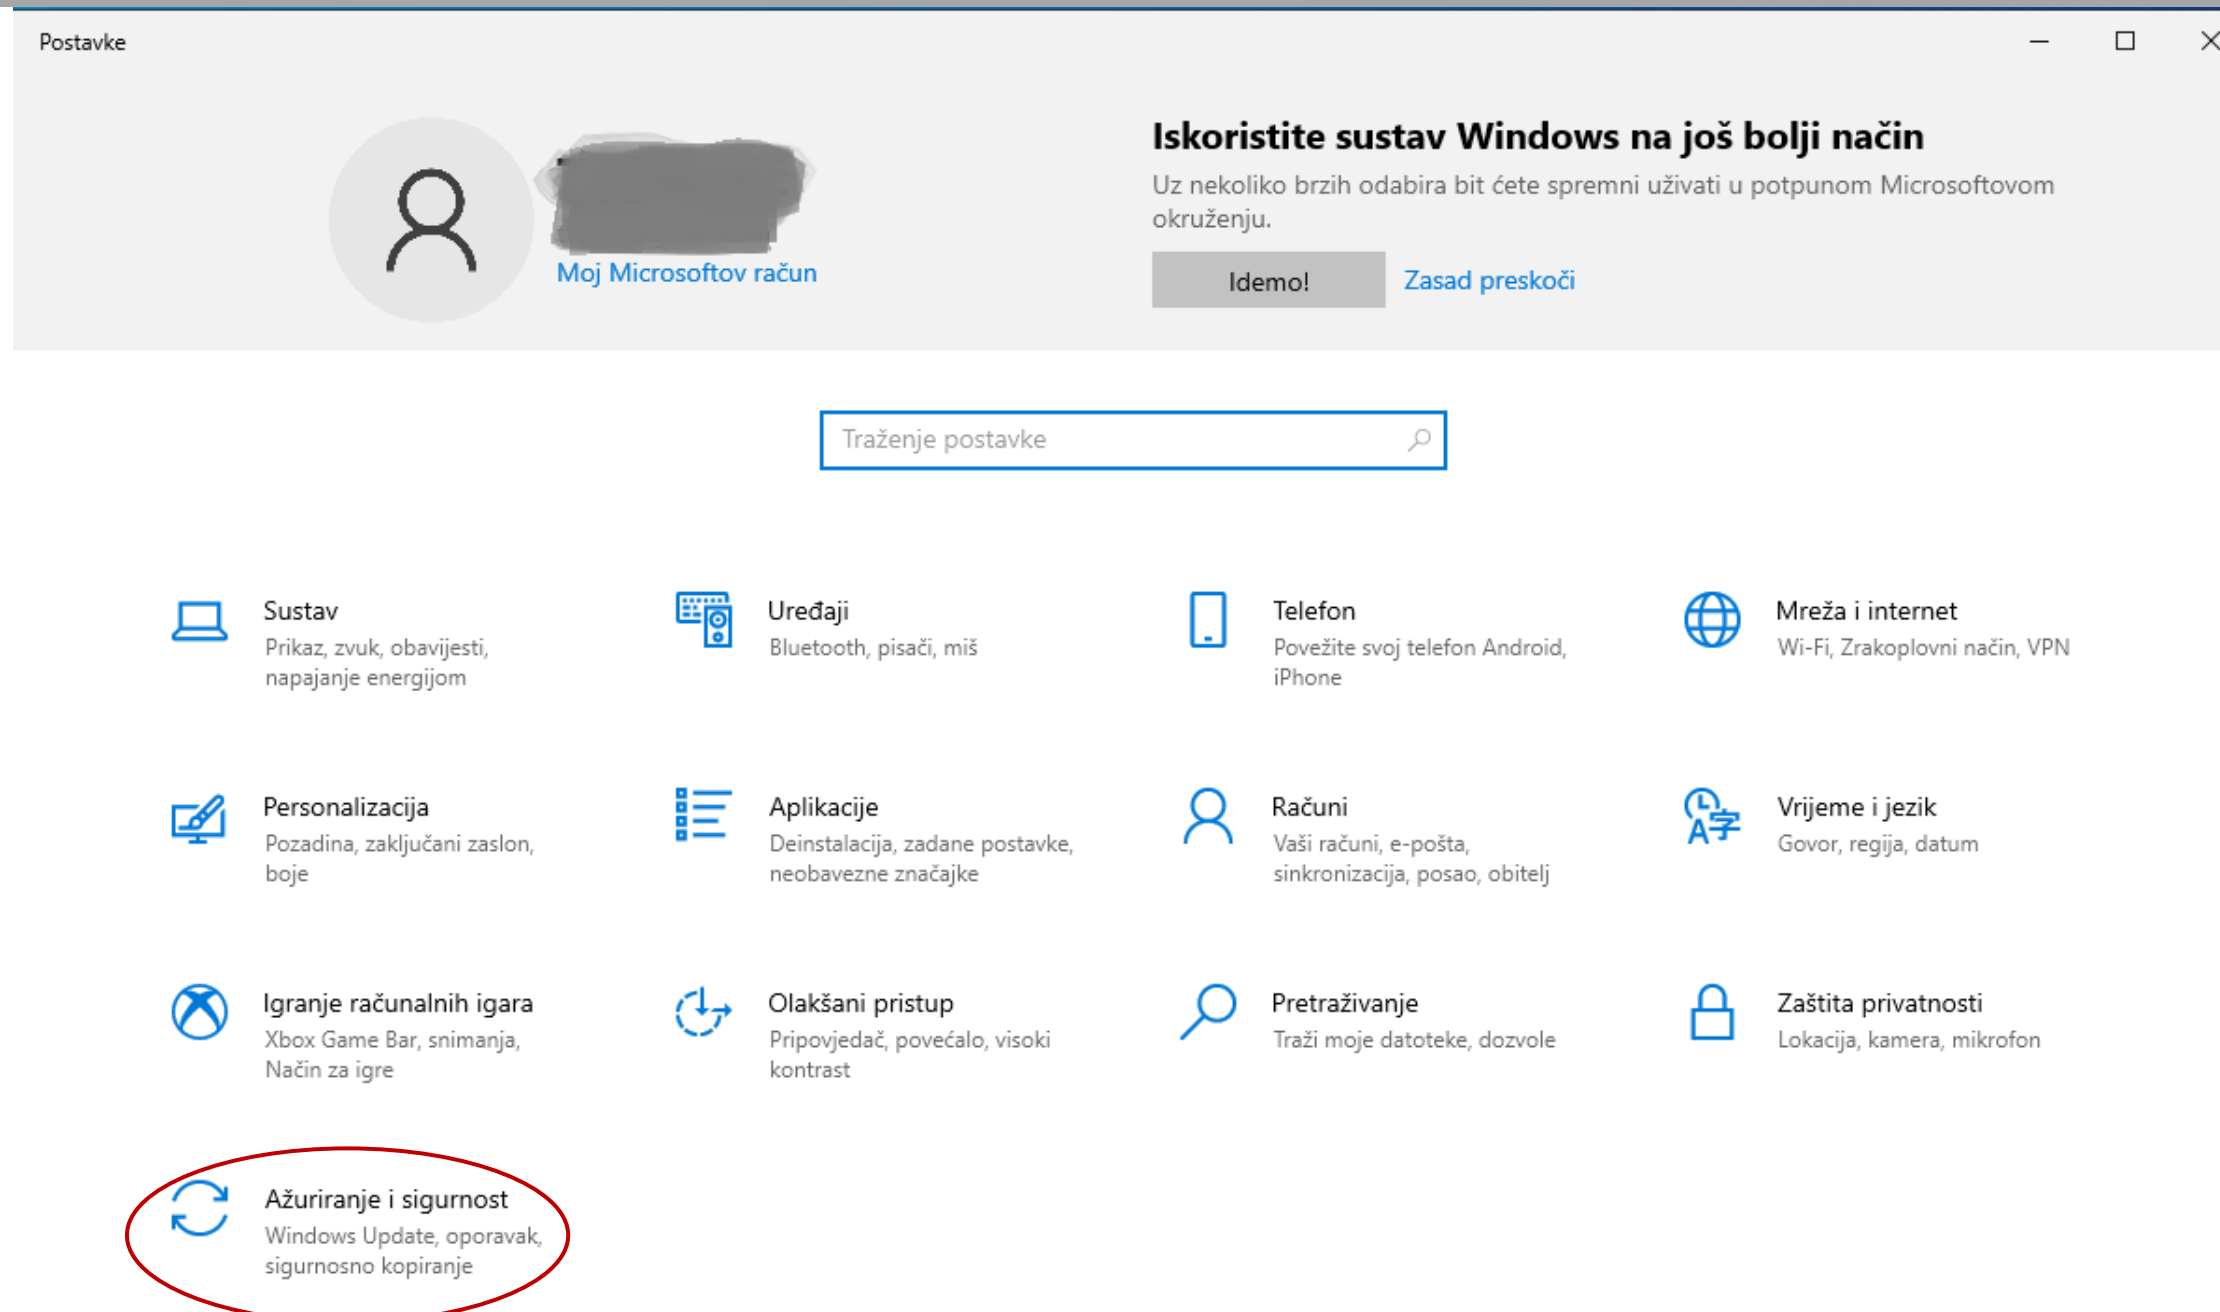 Postavke
Iskoristite sustav Windows na još bolji način
Uz nekoliko brzih odabira bit ćete spremni uživati u potpunom Microsoftovom
okruženju.
Moj Microsoftov račun
Idemo!
Zasad preskoči
Traženje postavke
Sustav
Prikaz, zvuk, obavijesti,
napajanje energijom
Uređaji
Bluetooth, pisači, miš
Telefon
Povežite svoj telefon Android,
iPhone
Mreža i internet
Wi-Fi, Zrakoplovni način, VPN
Personalizacija
Pozadina, zaključani zaslon,
boje
Aplikacije
Deinstalacija, zadane postavke,
neobavezne značajke
Računi
Vaši računi, e-pošta,
sinkronizacija, posao, obitelj
Vrijeme i jezik
Govor, regija, datum
Igranje računalnih igara
Xbox Game Bar, snimanja,
Način za igre
Olakšani pristup
Pripovjedač, povećalo, visoki
kontrast
Pretraživanje
Traži moje datoteke, dozvole
Zaštita privatnosti
Lokacija, kamera, mikrofon
Ažuriranje i sigurnost
Windows Update, oporavak,
sigurnosno kopiranje